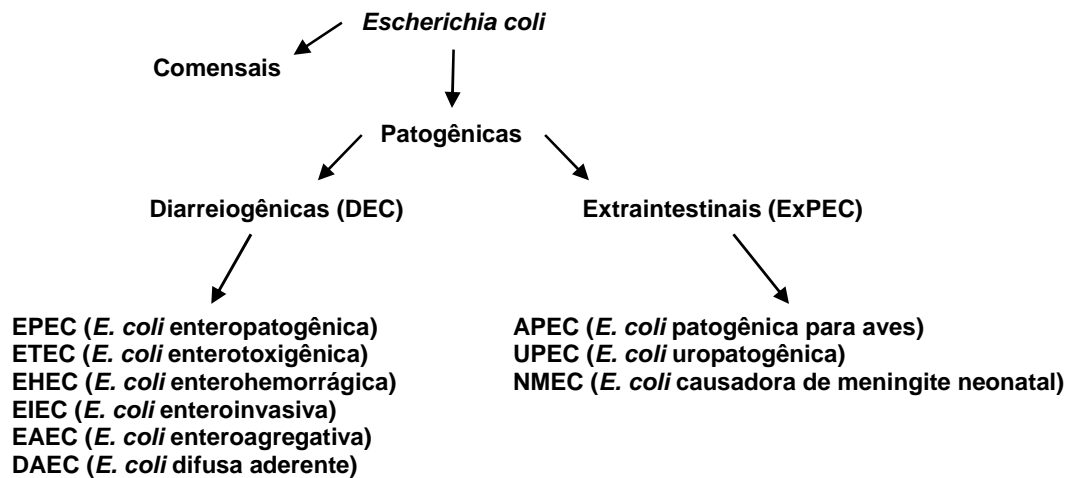 Escherichia coli
Comensais
Patogênicas
Diarreiogênicas (DEC)
Extraintestinais (ExPEC)
EPEC (E. coli enteropatogênica)
ETEC (E. coli enterotoxigênica)
EHEC (E. coli enterohemorrágica)
EIEC (E. coli enteroinvasiva)
EAEC (E. coli enteroagregativa)
DAEC (E. coli difusa aderente)
APEC (E. coli patogênica para aves)
UPEC (E. coli uropatogênica)
NMEC (E. coli causadora de meningite neonatal)